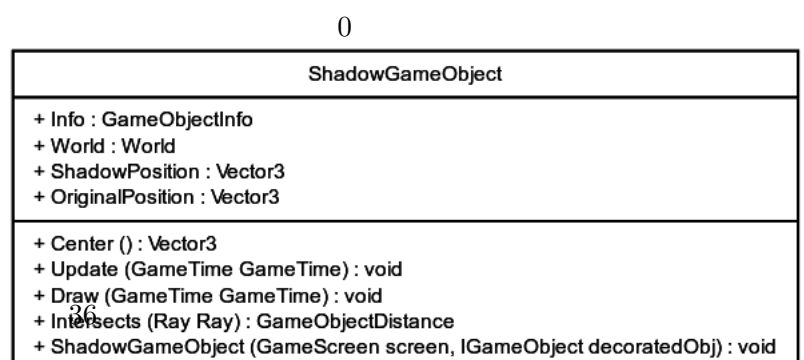 0
ShadowGameObject
+ Info : GameObjectInfo
+ World : World
+ ShadowPosition : Vector3
+ OriginalPosition : Vector3
+ Center () : Vector3
+ Update (GameTime GameTime) : void
+ Draw (GameTime GameTime) : void
36
+ Intersects (Ray Ray) : GameObjectDistance
+ ShadowGameObject (GameScreen screen, IGameObject decoratedObj) : void